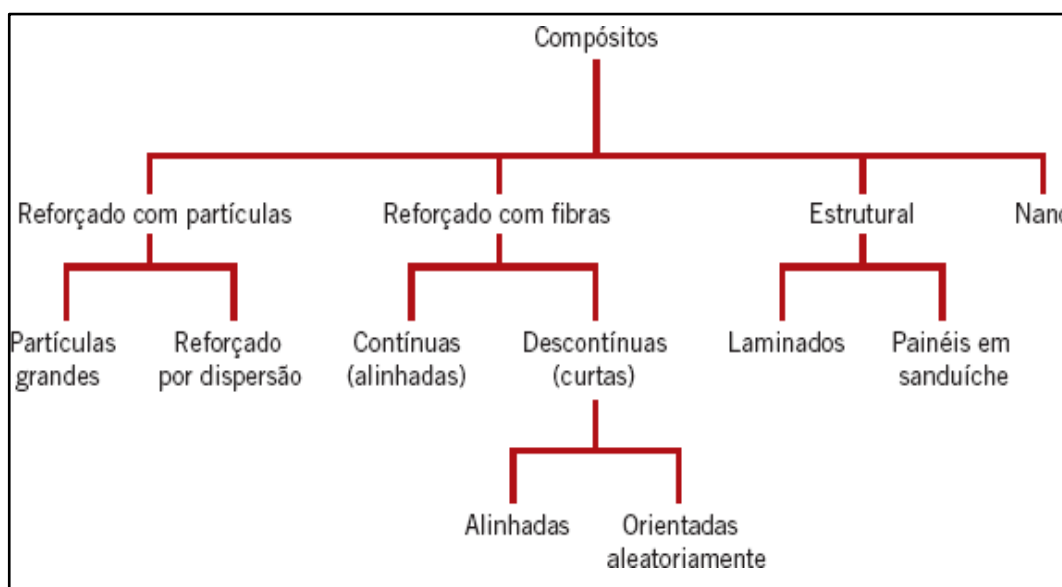 Compósitos
Reforçado com partículas
Reforçado com fibras
Estrutural
Partículas
grandes
Reforçado
por dispersão
Contínuas
(alinhadas)
Descontínuas
(curtas)
Laminados
Painéis em
sanduíche
Alinhadas
Orientadas
aleatoriamente